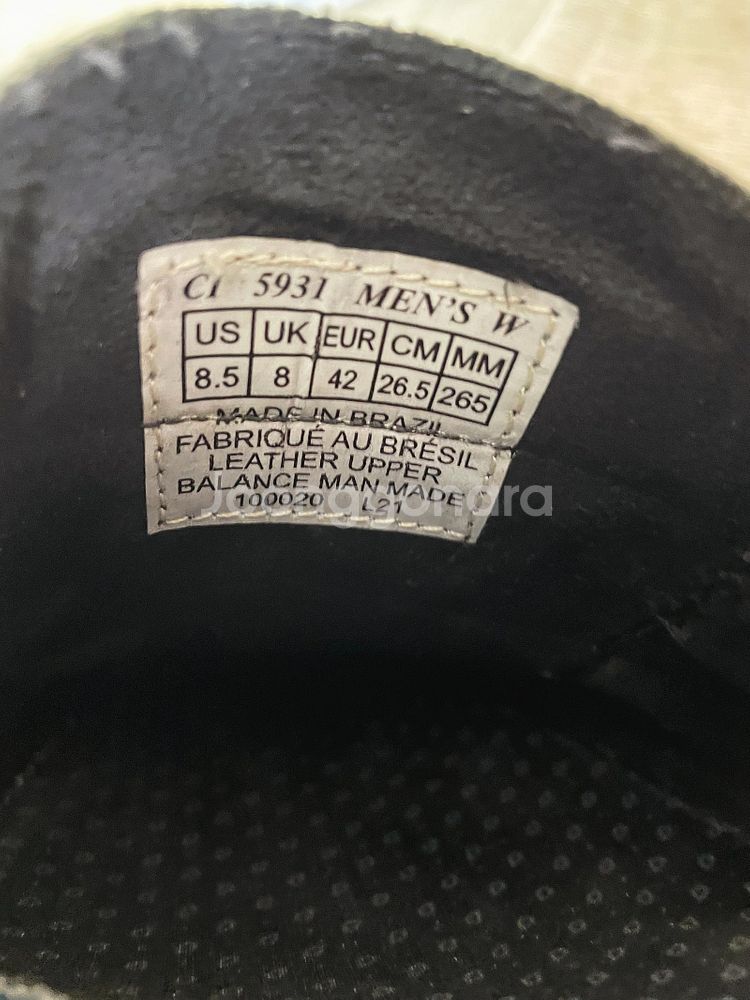 CI 5931 MEN'S W
US UK EUR CM MM
8.5 8 42 26.5 265
MADE IN BRAZIL
FABRIQUÉ AU BRÉSIL
LEATHER UPPER
BALANCE MAN MADE
100020 L21